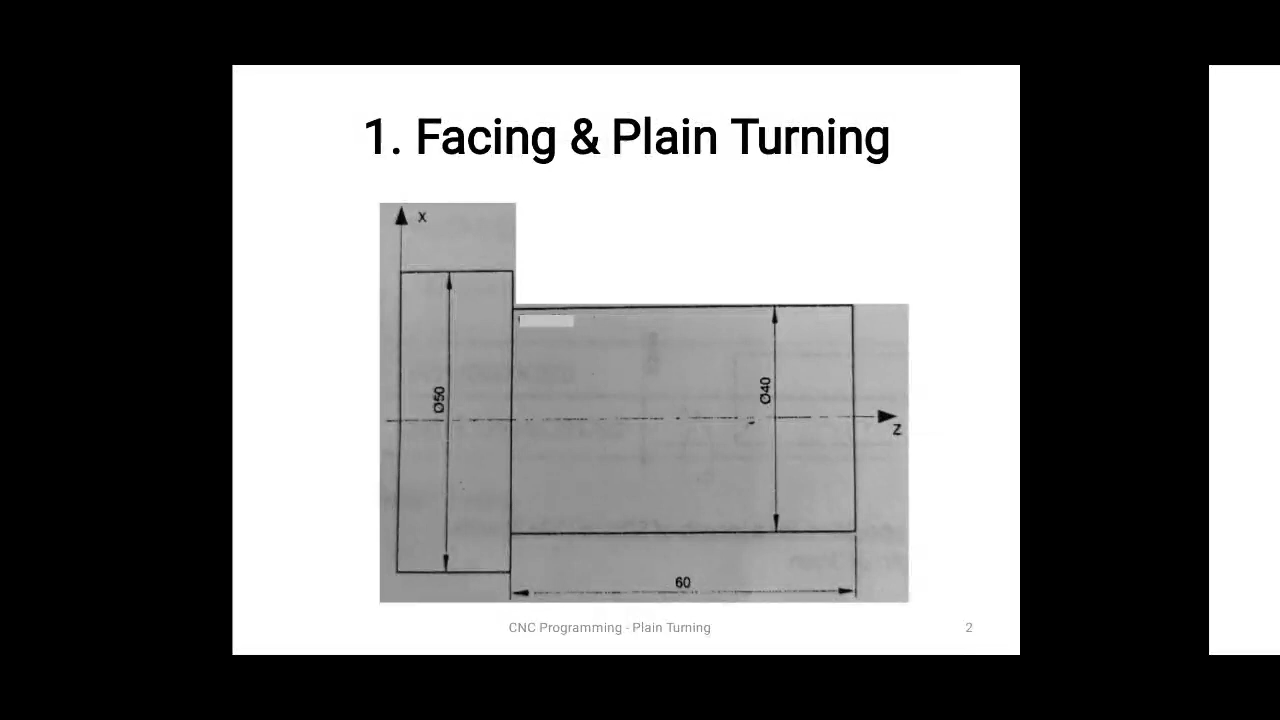 1. Facing & Plain Turning
X
Ø50
Ø40
Z
60
CNC Programming - Plain Turning
2